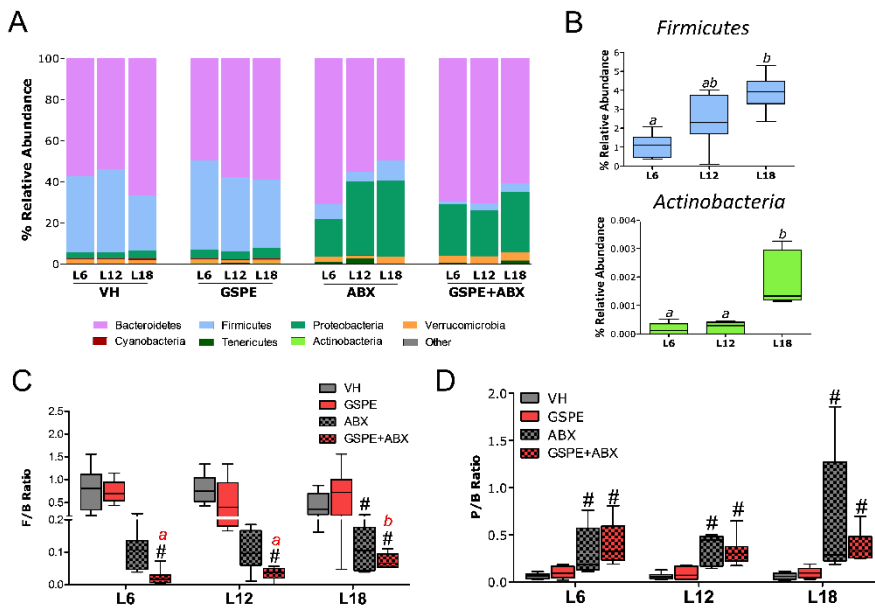 A
100
80
60
40
20
0
% Relative Abundance
L6 L12 L18
VH
L6 L12 L18
GSPE
L6 L12 L18
ABX
L6 L12 L18
GSPE+ABX
Bacteroidetes Firmicutes Proteobacteria Verrucomicrobia
Cyanobacteria Tenericutes Actinobacteria Other
B
Firmicutes
% Relative Abundance
6
5
4
3
2
1
0
a ab b
L6 L12 L18
Actinobacteria
% Relative Abundance
0.004
0.003
0.002
0.001
0.000
a a b
L6 L12 L18
C
VH
GSPE
ABX
GSPE+ABX
F/B Ratio
2.5
2.0
1.5
1.0
0.5
0.2
0.1
0.0
a
#
a
#
#
b
#
L6 L12 L18
D
VH
GSPE
ABX
GSPE+ABX
P/B Ratio
2.0
1.5
1.0
0.5
0.0
# # # # # #
L6 L12 L18